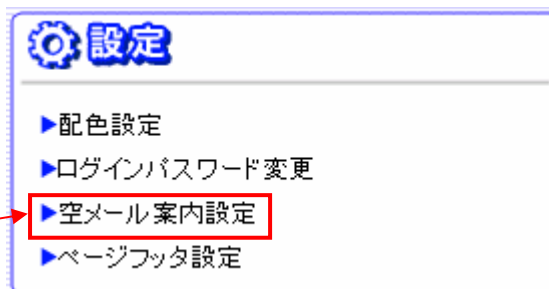 設定
▶配色設定
▶ログインパスワード変更
▶空メール案内設定
▶ページフッタ設定